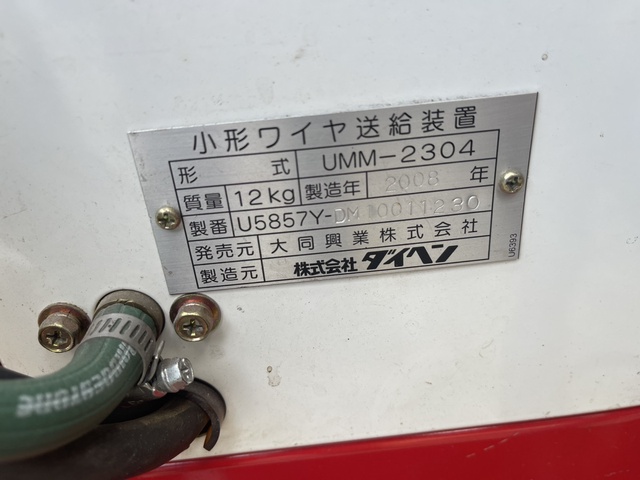 小形ワイヤ送給装置
形 式 UMM-2304
質量 12kg 製造年 2008 年
製番 U5857Y-DM
発売元 大同興業株式会社
製造元 株式会社 ダイヘン
U6393